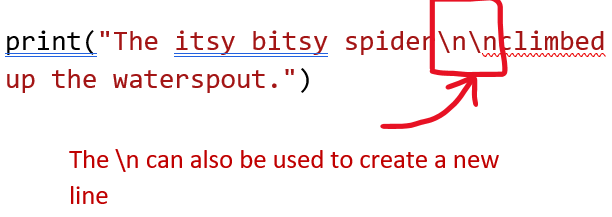 print("The itsy bitsy spider\n\nclimbed
up the waterspout.")
The \n can also be used to create a new
line